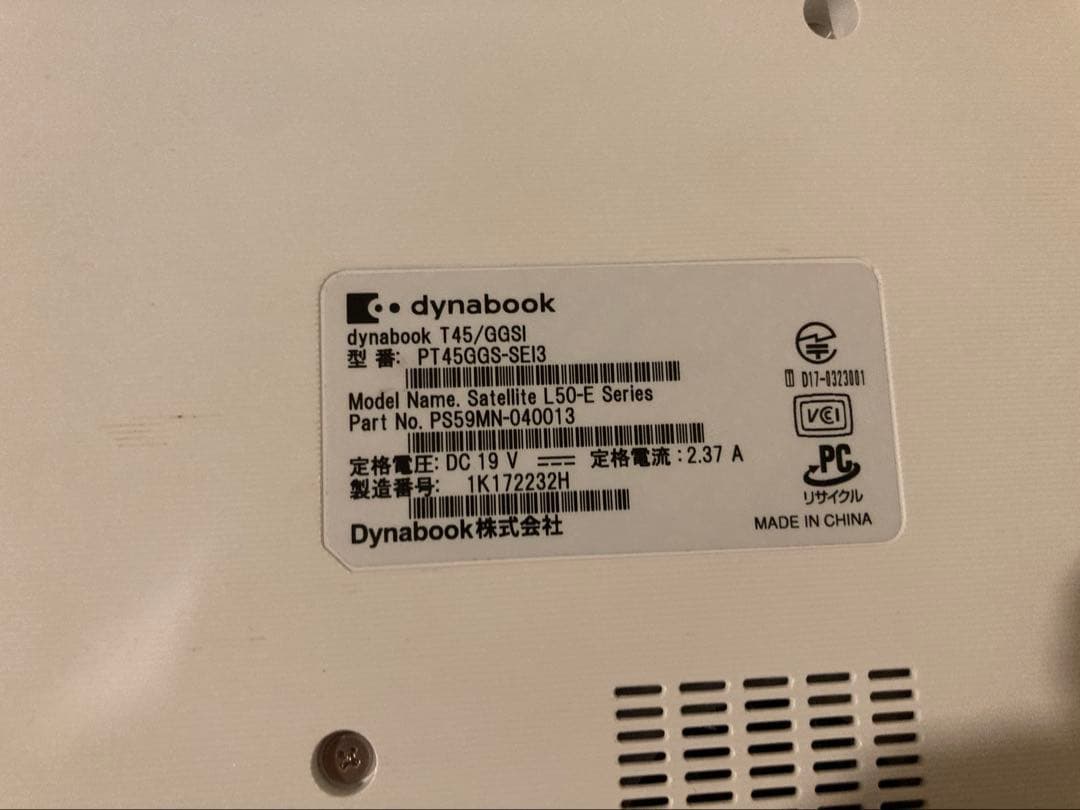 dynabook
dynabook T45/GGSI
型 番: PT45GGS-SEI3
Model Name. Satellite L50-E Series
Part No. PS59MN-040013
定格電圧: DC 19 V 定格電流 : 2.37 A
製造番号: 1K172232H
Dynabook株式会社
T D17-0323001
VCI
PC
リサイクル
MADE IN CHINA